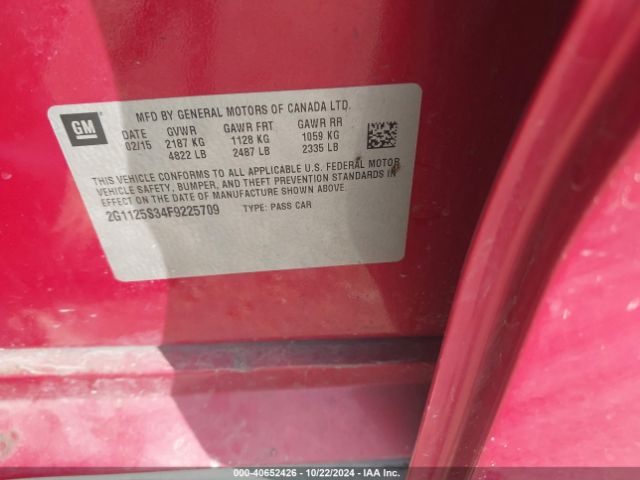 MFD BY GENERAL MOTORS OF CANADA LTD.
GM
DATE GVWR GAWR FRT GAWR RR
02/15 2187 KG 1128 KG 1059 KG
4822 LB 2487 LB 2335 LB
THIS VEHICLE CONFORMS TO ALL APPLICABLE U.S. FEDERAL MOTOR
VEHICLE SAFETY, BUMPER, AND THEFT PREVENTION STANDARDS IN
EFFECT ON THE DATE OF MANUFACTURE SHOWN ABOVE.
2G1125S34F9225709 TYPE: PASS CAR
000-40652426 - 10/22/2024 - IAA Inc.